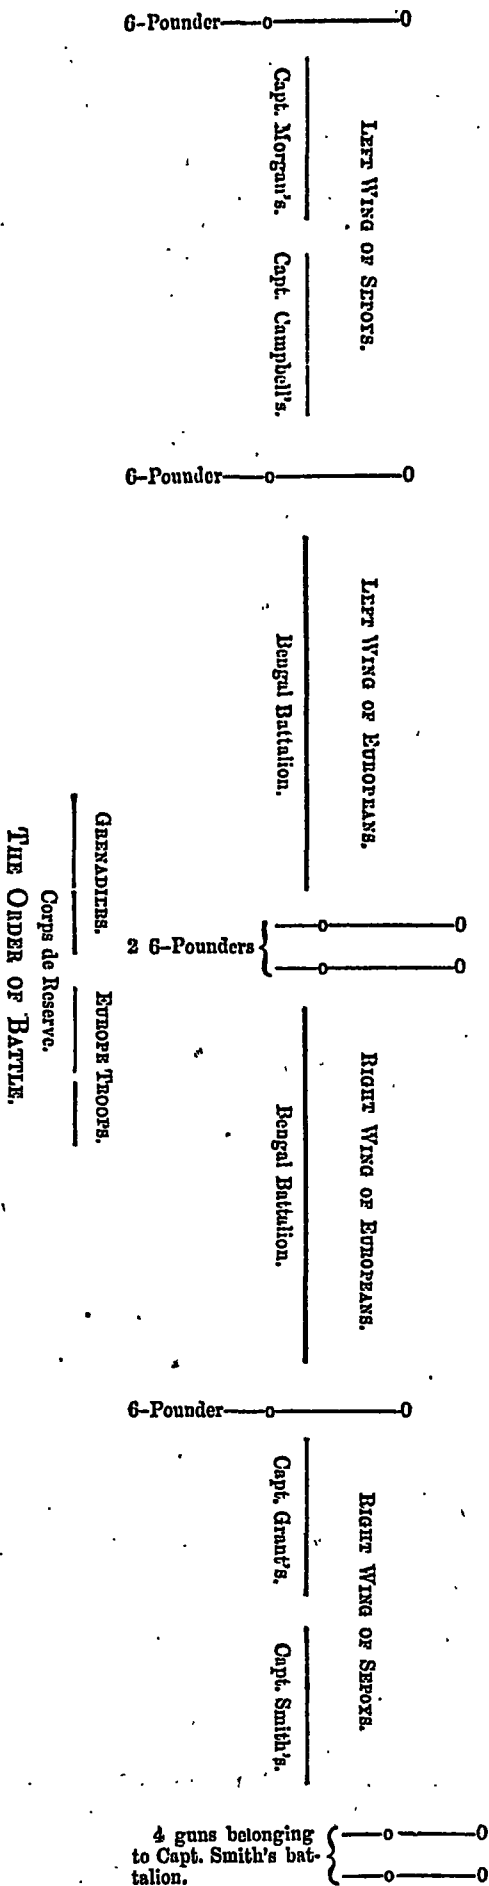 6-Pounder
LEFT WING OF SEPOYS.
Capt. Morgan's.
Capt. Campbell's.
6-Pounder
LEFT WING OF EUROPEANS.
Bengal Battalion.
2 6-Pounders
RIGHT WING OF EUROPEANS.
Bengal Battalion.
GRENADIERS.
EUROPE TROOPS.
Corps de Reserve.
THE ORDER OF BATTLE.
6-Pounder
RIGHT WING OF SEPOYS.
Capt. Grant's.
Capt. Smith's.
4 guns belonging
to Capt. Smith's bat-
talion.